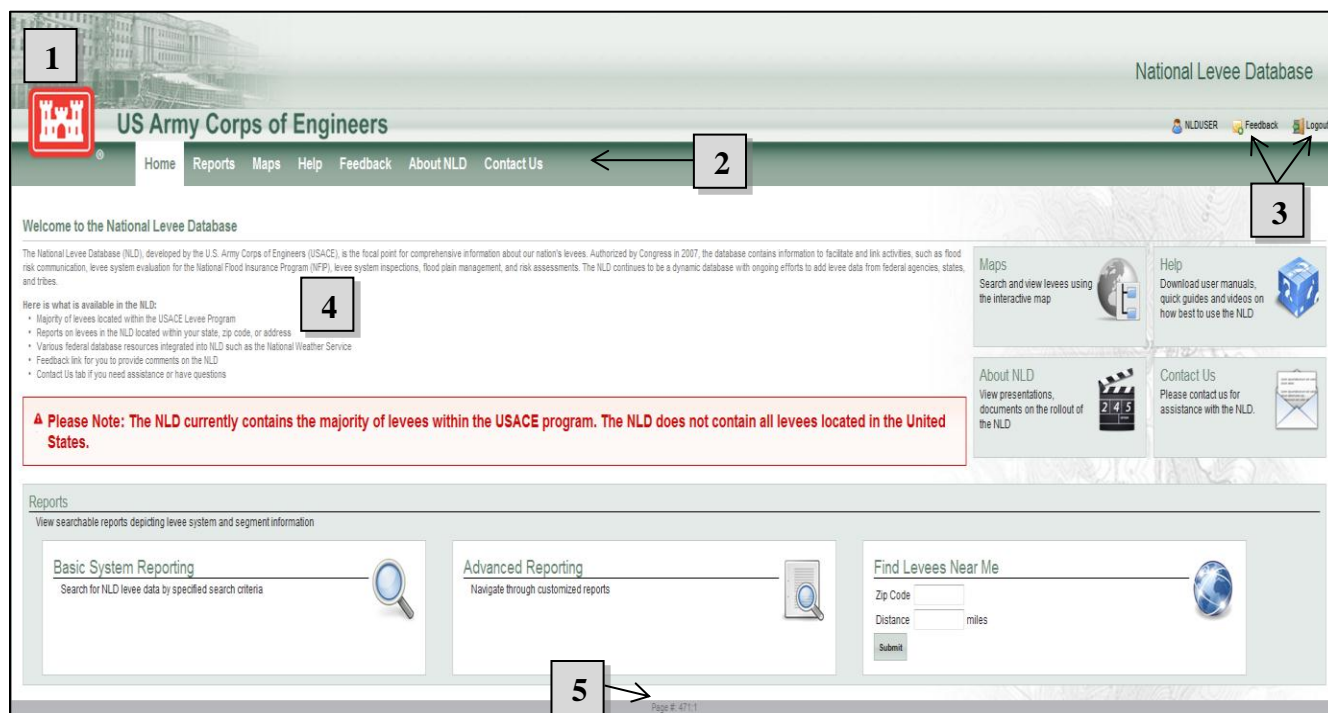 1
National Levee Database
US Army Corps of Engineers
®
NLDUSER Feedback Logout
Home Reports Maps Help Feedback About NLD Contact Us
2
3
Welcome to the National Levee Database
The National Levee Database (NLD), developed by the U.S. Army Corps of Engineers (USACE), is the focal point for comprehensive information about our nation's levees. Authorized by Congress in 2007, the database contains information to facilitate and link activities, such as flood
risk communication, levee system evaluation for the National Flood Insurance Program (NFIP), levee system inspections, flood plain management, and risk assessments. The NLD continues to be a dynamic database with ongoing efforts to add levee data from federal agencies, states,
and tribes.
4
Here is what is available in the NLD:
• Majority of levees located within the USACE Levee Program
• Reports on levees in the NLD located within your state, zip code, or address
• Various federal database resources integrated into NLD such as the National Weather Service
• Feedback link for you to provide comments on the NLD
• Contact Us tab if you need assistance or have questions
Please Note: The NLD currently contains the majority of levees within the USACE program. The NLD does not contain all levees located in the United
States.
Maps
Search and view levees using
the interactive map
Help
Download user manuals,
quick guides and videos on
how best to use the NLD
About NLD
View presentations,
documents on the rollout of
the NLD
2 4 5
Contact Us
Please contact us for
assistance with the NLD.
Reports
View searchable reports depicting levee system and segment information
Basic System Reporting
Search for NLD levee data by specified search criteria
Advanced Reporting
Navigate through customized reports
Find Levees Near Me
Zip Code
Distance miles
Submit
5
Page #: 471:1